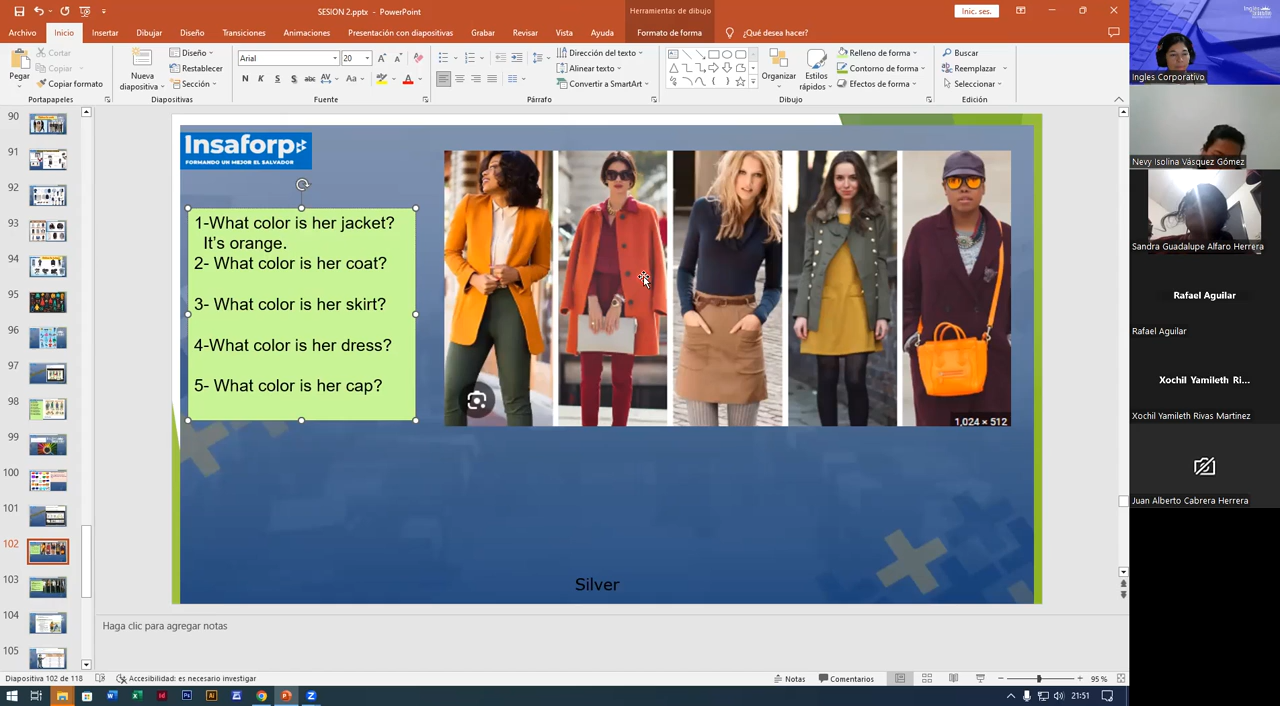 SESION 2.pptx - PowerPoint
Herramientas de dibujo
Inic. ses.
Archivo
Inicio
Insertar
Dibujar
Diseño
Transiciones
Animaciones
Presentación con diapositivas
Grabar
Revisar
Vista
Ayuda
Formato de forma
¿Qué desea hacer?
Pegar
Cortar
Copiar
Copiar formato
Portapapeles
Nueva diapositiva
Diseño
Restablecer
Sección
Diapositivas
Arial
20
N K S S abc AV Aa
Fuente
Dirección del texto
Alinear texto
Convertir a SmartArt
Párrafo
Organizar
Estilos rápidos
Relleno de forma
Contorno de forma
Efectos de forma
Dibujo
Buscar
Reemplazar
Seleccionar
Edición
90
91
92
93
94
95
96
97
98
99
100
101
102
103
104
105
Insaforp
FORMANDO UN MEJOR EL SALVADOR
1-What color is her jacket?
It's orange.
2- What color is her coat?
3- What color is her skirt?
4-What color is her dress?
5- What color is her cap?
1,024 × 512
Silver
Haga clic para agregar notas
Diapositiva 102 de 118
Accesibilidad: es necesario investigar
Notas
Comentarios
95 %
21:51
Inglés Corporativo
Nevy Isolina Vásquez Gómez
Sandra Guadalupe Alfaro Herrera
Rafael Aguilar
Rafael Aguilar
Xochil Yamileth Ri...
Xochil Yamileth Rivas Martinez
Juan Alberto Cabrera Herrera